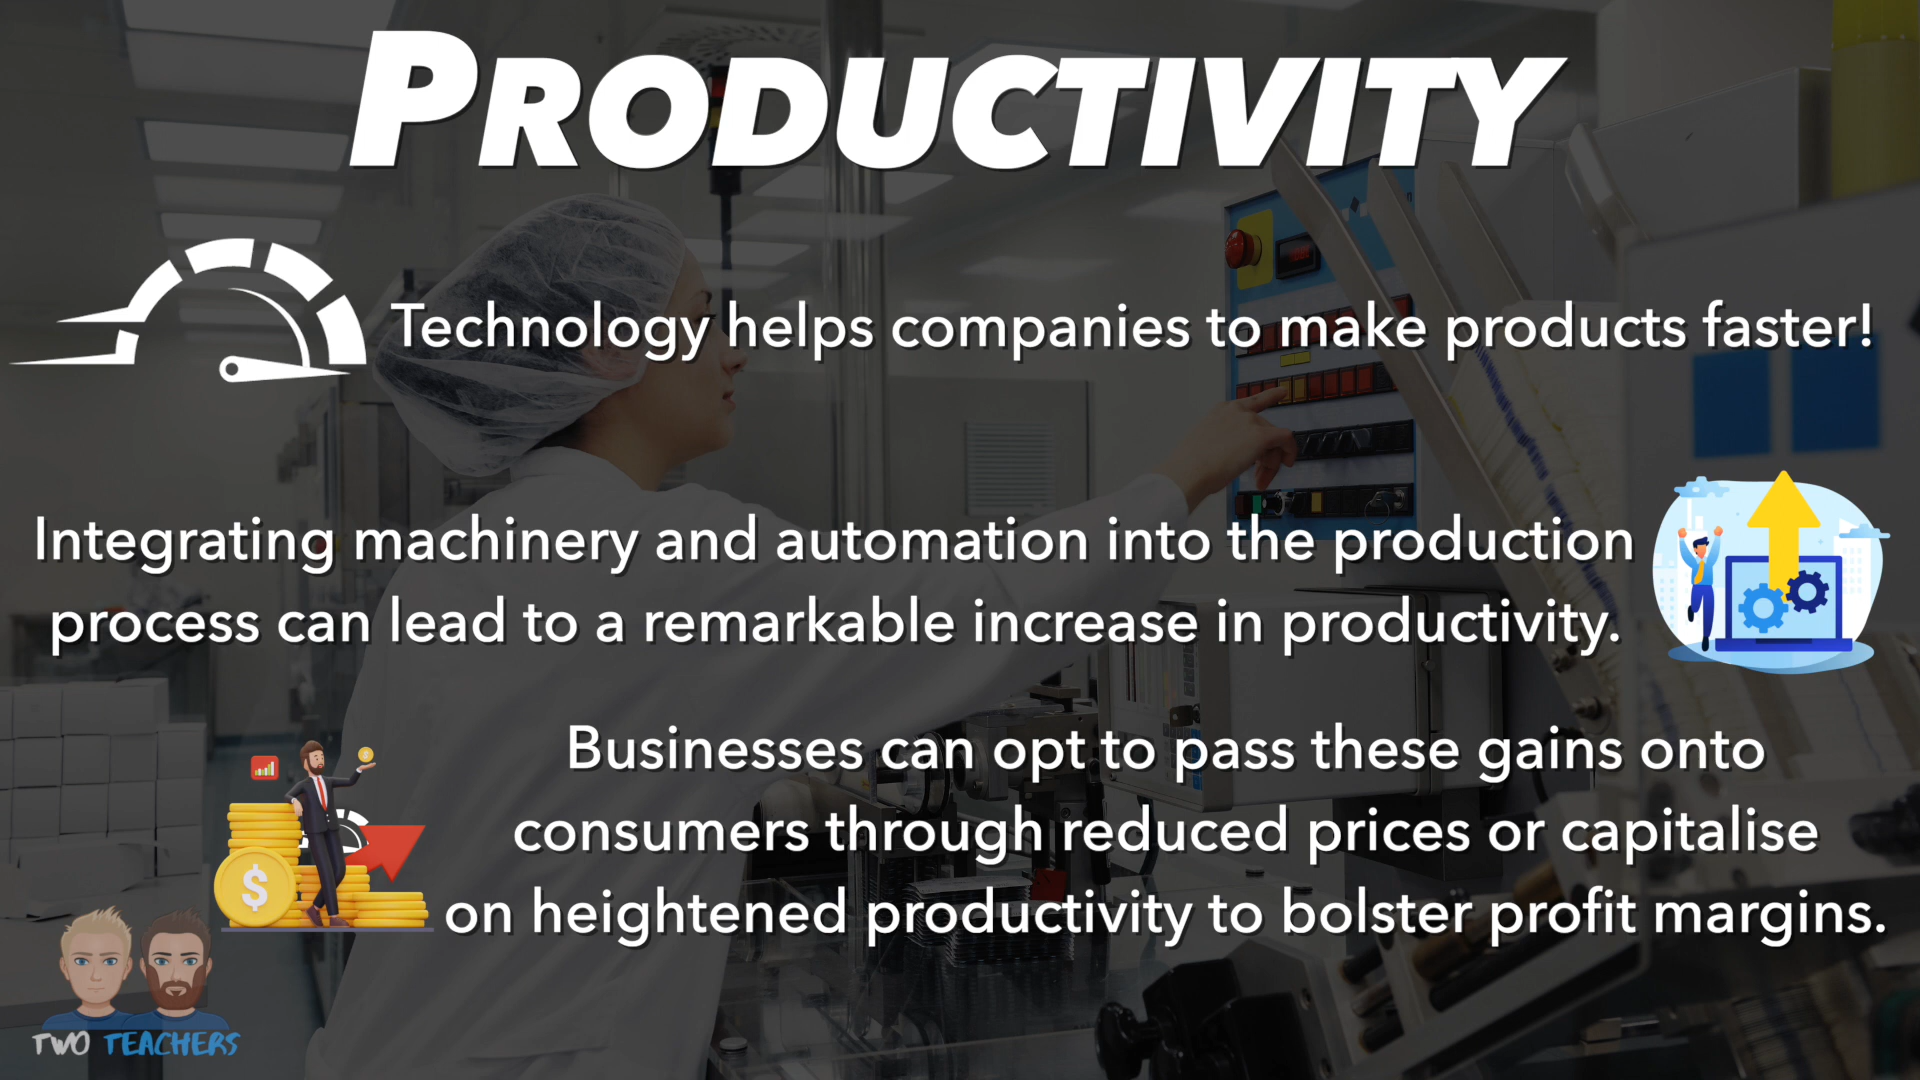 PRODUCTIVITY
Technology helps companies to make products faster!
Integrating machinery and automation into the production
process can lead to a remarkable increase in productivity.
Businesses can opt to pass these gains onto
consumers through reduced prices or capitalise
on heightened productivity to bolster profit margins.
TWO TEACHERS